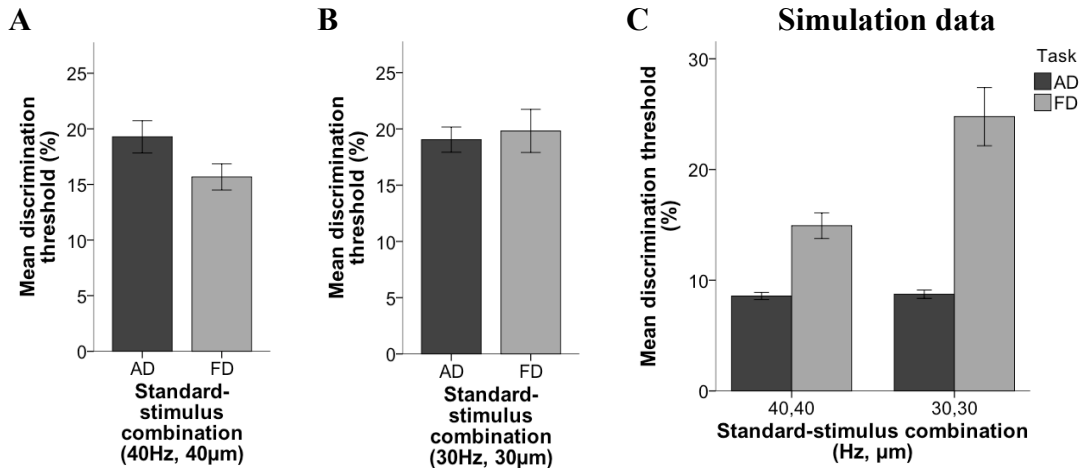 A
Mean discrimination
threshold (%)
25
20
15
10
5
0
AD FD
Standard-
stimulus
combination
(40Hz, 40µm)
B
Mean discrimination
threshold (%)
25
20
15
10
5
0
AD FD
Standard-
stimulus
combination
(30Hz, 30µm)
C Simulation data
Mean discrimination threshold
(%)
30
20
10
0
40,40 30,30
Standard-stimulus combination
(Hz, µm)
Task
AD
FD